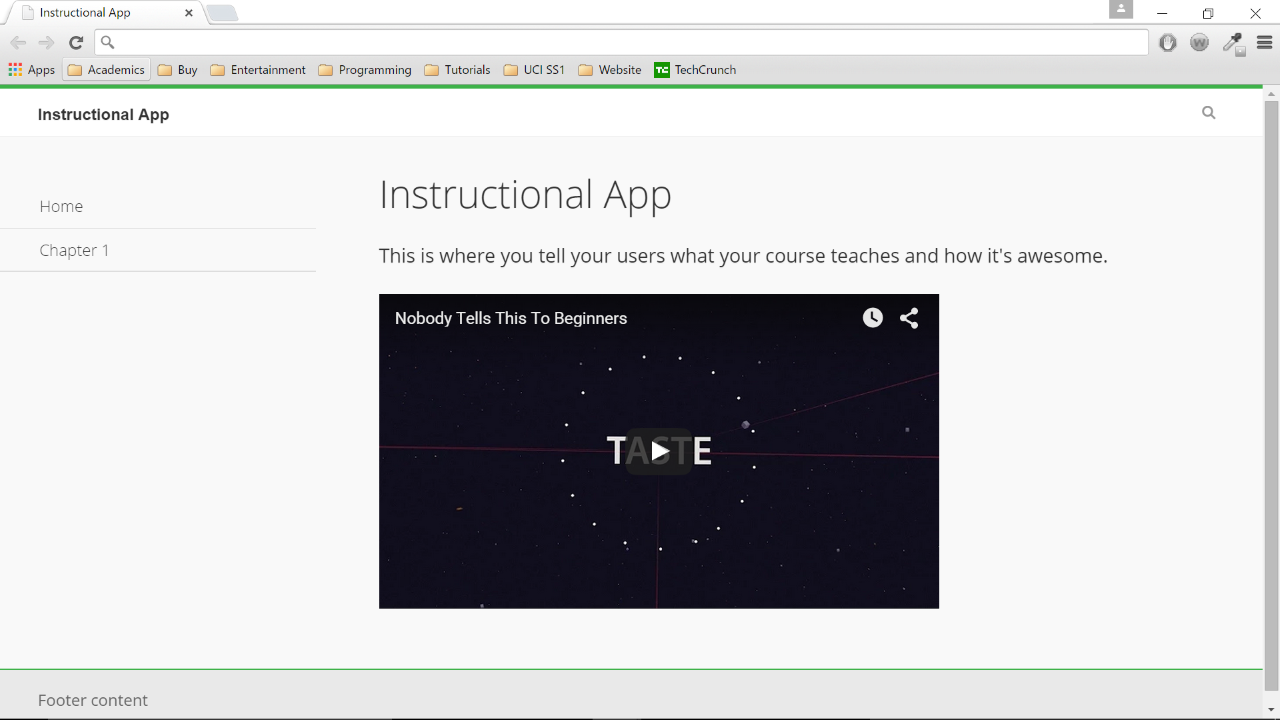 Instructional App
Apps Academics Buy Entertainment Programming Tutorials UCI SS1 Website TC TechCrunch
Instructional App
Home
Chapter 1
Instructional App
This is where you tell your users what your course teaches and how it's awesome.
Nobody Tells This To Beginners
TASTE
Footer content